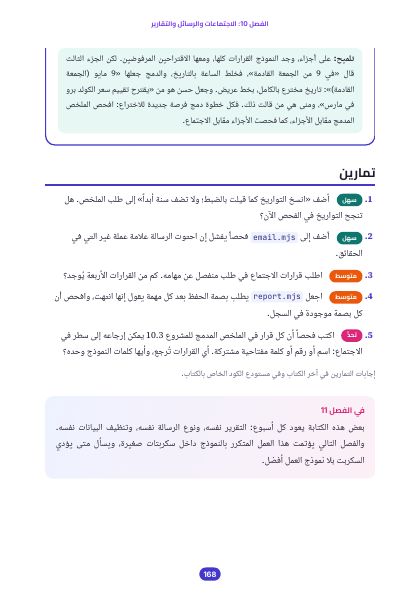 الفصل 10: الاجتماعات والرسائل والتقارير
تلميح: على أجزاء، وجد النموذج القرارات كلها، ومعها الاقتراحين المرفوضين. لكن الجزء الثالث
قال «في 9 من الجمعة القادمة»، فخلط الساعة بالتاريخ، والدمج جعلها «9 مايو (الجمعة
القادمة)»: تاريخ مخترع بالكامل، بخط عريض. وجعل حسن هو من «يقترح تقييم سعر الكولد برو
في مارس»، ومنى هي من قالت ذلك. فكل خطوة دمج فرصة جديدة للاختراع: افحص الملخص
المدمج مقابل الأجزاء، كما فحصت الأجزاء مقابل الاجتماع.
تمارين
1. سهل أضف «انسخ التواريخ كما قيلت بالضبط؛ ولا تضف سنة أبداً» إلى طلب الملخص. هل
تنجح التواريخ في الفحص الآن؟
2. سهل أضف إلى email.mjs فحصاً يفشل إن احتوت الرسالة علامة عملة غير التي في
الحقائق.
3. متوسط اطلب قرارات الاجتماع في طلب منفصل عن مهامه. كم من القرارات الأربعة يُوجد؟
4. متوسط اجعل report.mjs يطلب بصمة الحفظ بعد كل مهمة يقول إنها انتهت، وافحص أن
كل بصمة موجودة في السجل.
5. تحدّ اكتب فحصاً أن كل قرار في الملخص المدمج للمشروع 10.3 يمكن إرجاعه إلى سطر في
الاجتماع: اسم أو رقم أو كلمة مفتاحية مشتركة. أي القرارات تُرجع، وأيها كلمات النموذج وحده؟
إجابات التمارين في آخر الكتاب وفي مستودع الكود الخاص بالكتاب.
في الفصل 11
بعض هذه الكتابة يعود كل أسبوع: التقرير نفسه، ونوع الرسالة نفسه، وتنظيف البيانات نفسه.
والفصل التالي يؤتمت هذا العمل المتكرر بالنموذج داخل سكربتات صغيرة، ويسأل متى يؤدي
السكربت بلا نموذج العمل أفضل.
168